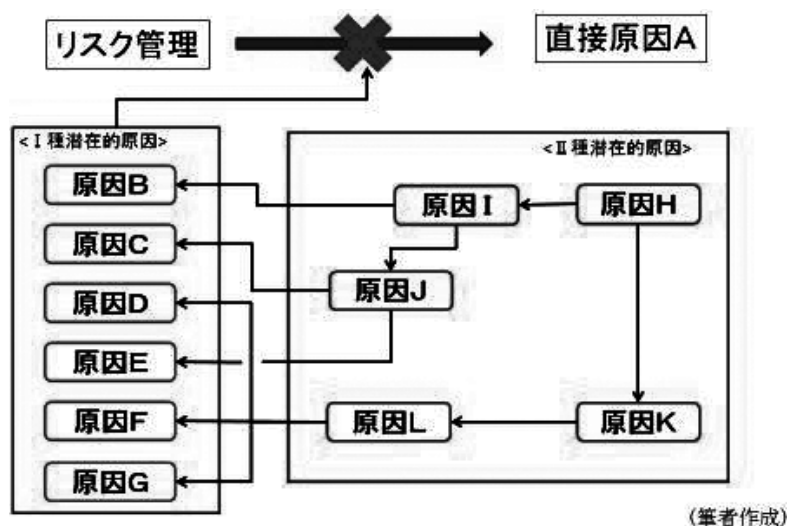 リスク管理
直接原因A
<Ⅰ種潜在的原因>
原因B
原因C
原因D
原因E
原因F
原因G
<Ⅱ種潜在的原因>
原因I
原因H
原因J
原因L
原因K
(筆者作成)